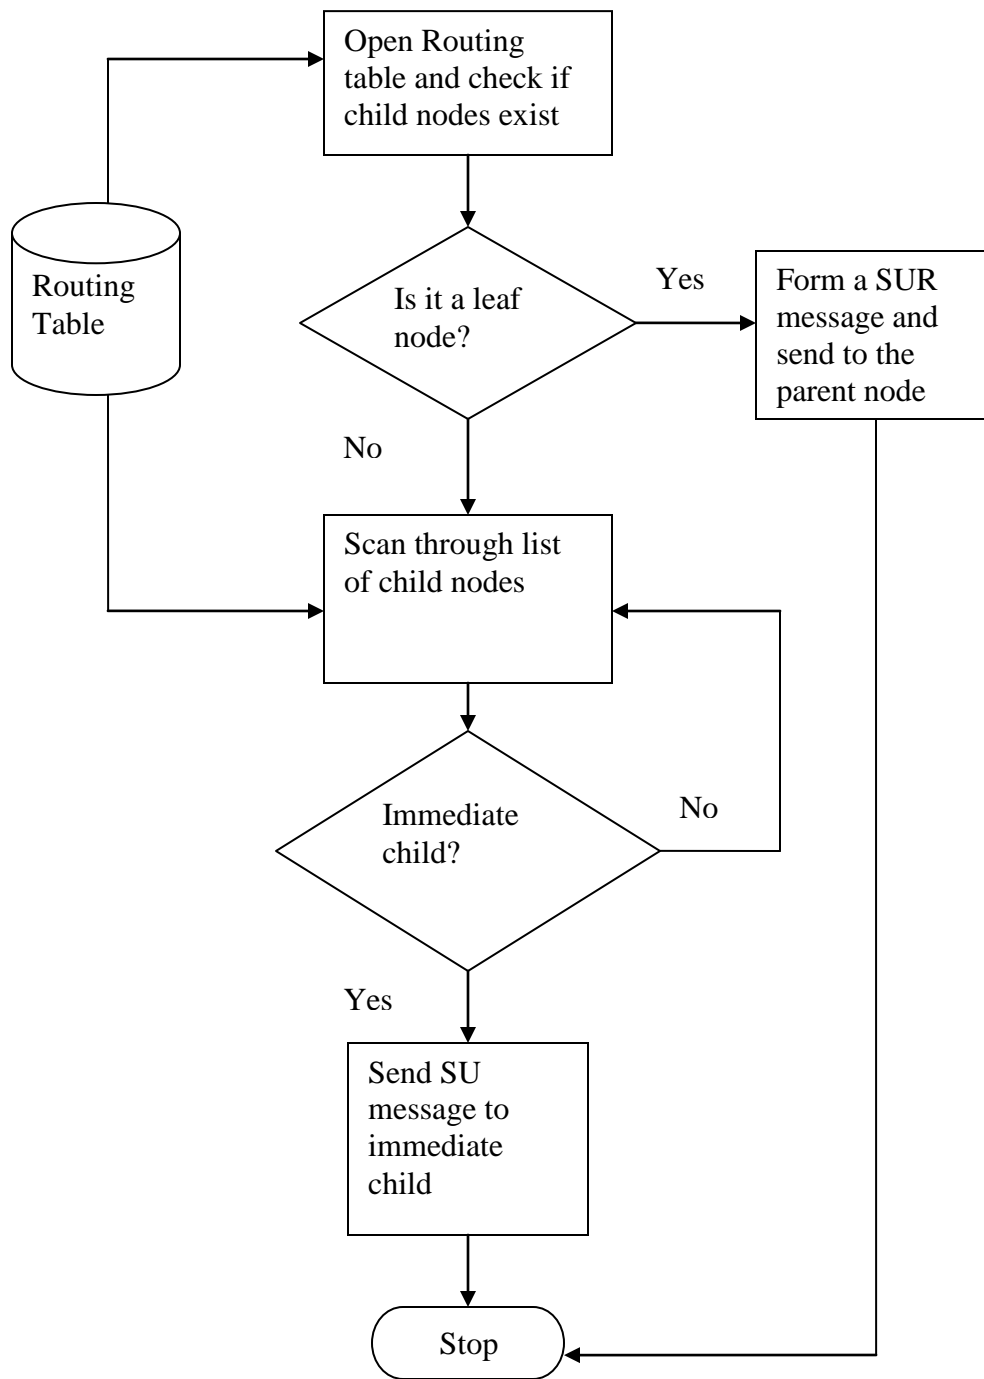 Open Routing
table and check if
child nodes exist
Routing
Table
Is it a leaf
node?
Yes
Form a SUR
message and
send to the
parent node
No
Scan through list
of child nodes
Immediate
child?
No
Yes
Send SU
message to
immediate
child
Stop